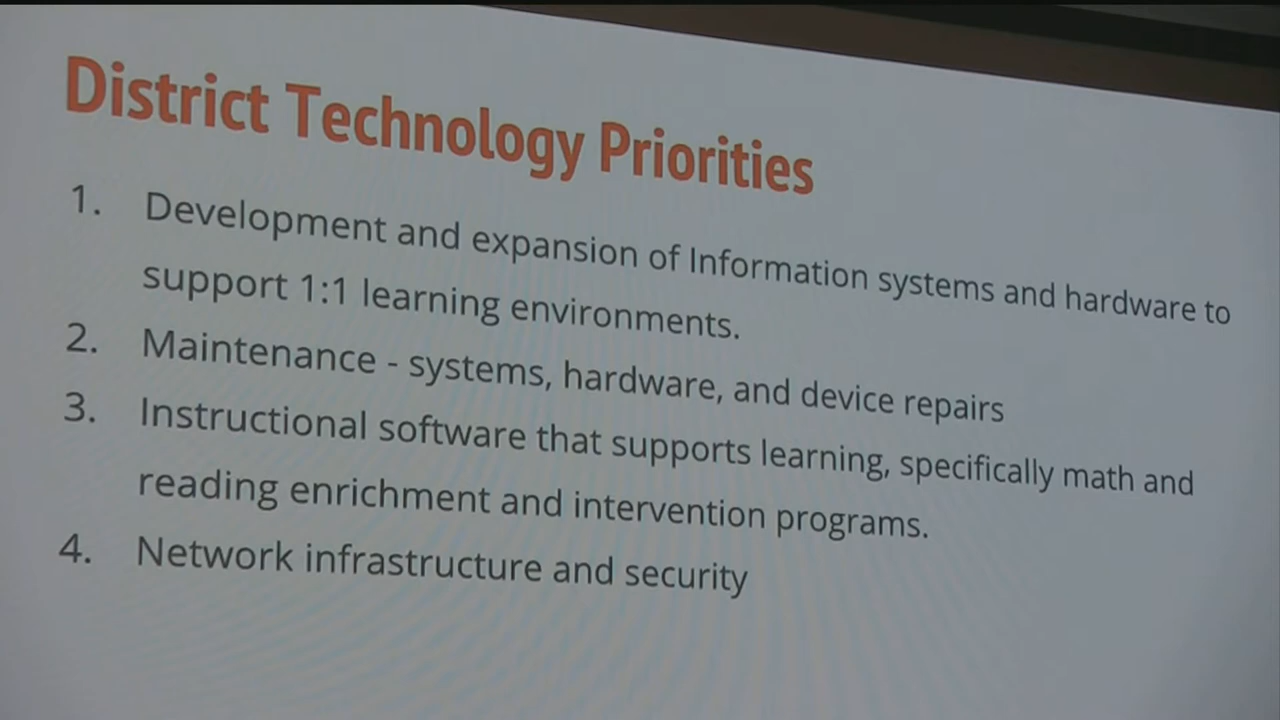 District Technology Priorities
1. Development and expansion of Information systems and hardware to
support 1:1 learning environments.
2. Maintenance - systems, hardware, and device repairs
3. Instructional software that supports learning, specifically math and
reading enrichment and intervention programs.
4. Network infrastructure and security